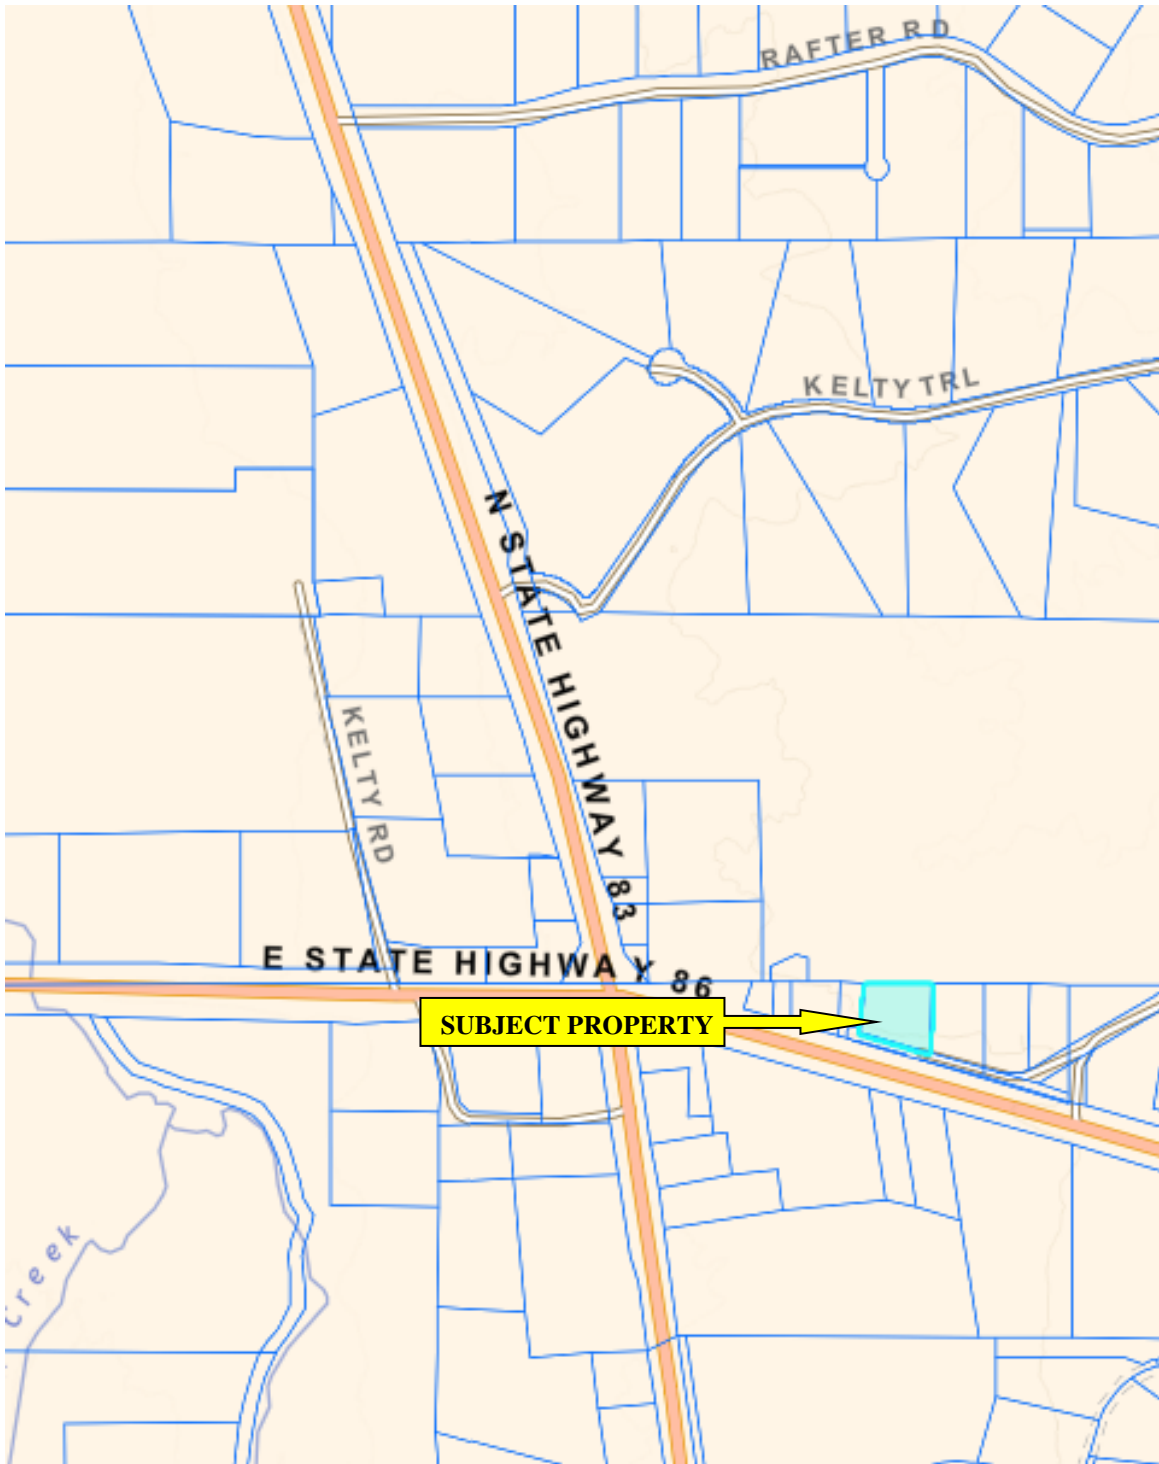 RAFTER RD
KELTY TRL
N STATE HIGHWAY 83
KELTY RD
E STATE HIGHWAY 86
SUBJECT PROPERTY
Creek